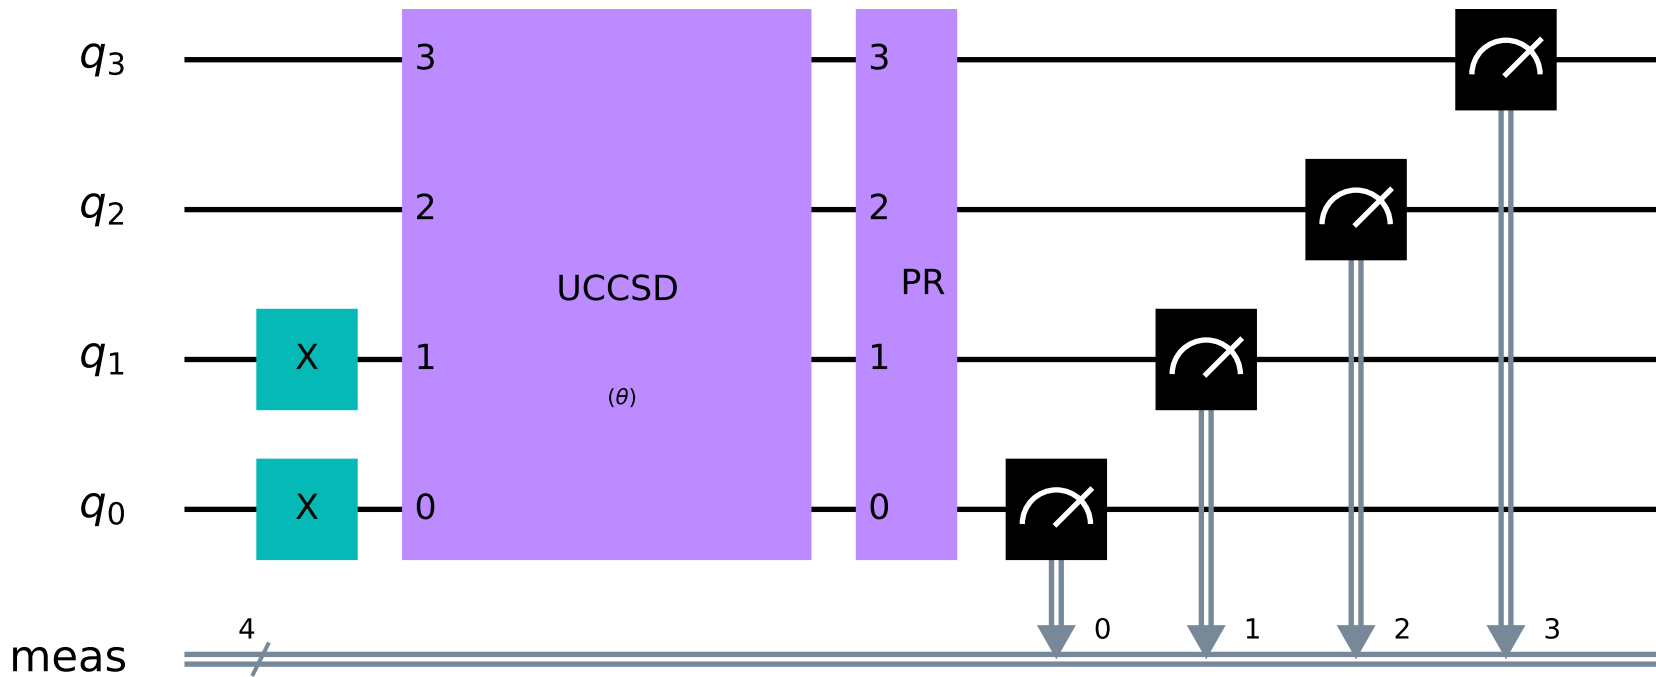 q3 3 3
q2 2 2
UCCSD PR
q1 X 1 1
(θ)
q0 X 0 0
4 0 1 2 3
meas